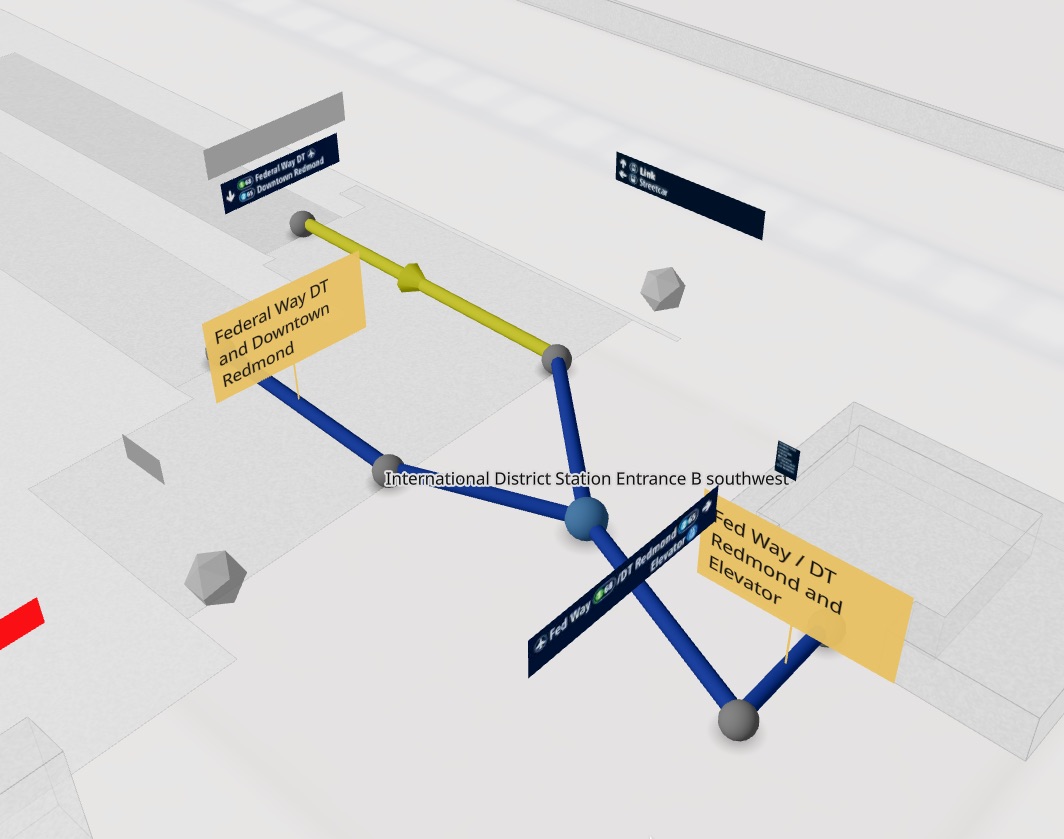 Federal Way DT
Downtown Redmond
Link
Streetcar
Federal Way DT
and Downtown
Redmond
International District Station Entrance B southwest
Fed Way /DT Redmond
Elevator
Fed Way / DT
Redmond and
Elevator